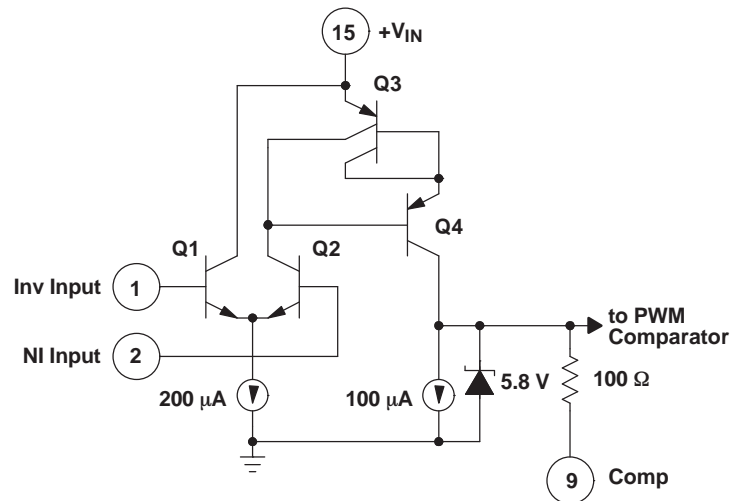 15
+VIN
Q3
Q4
Q1
Q2
Inv Input
1
NI Input
2
to PWM
Comparator
200 μA
100 μA
5.8 V
100 Ω
9
Comp